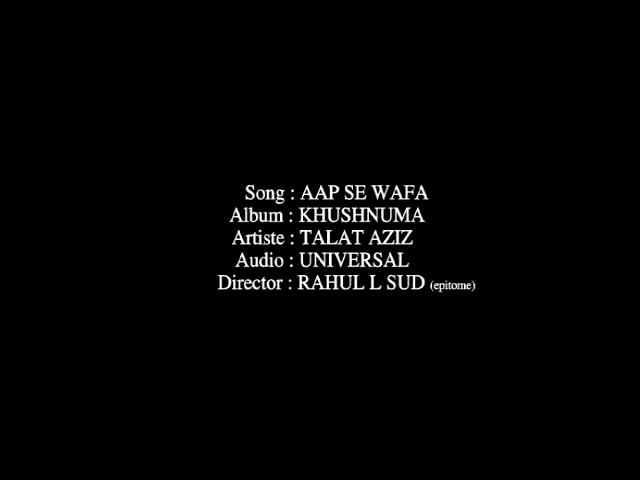 Song : AAP SE WAFA
Album : KHUSHNUMA
Artiste : TALAT AZIZ
Audio : UNIVERSAL
Director : RAHUL L SUD (epitome)